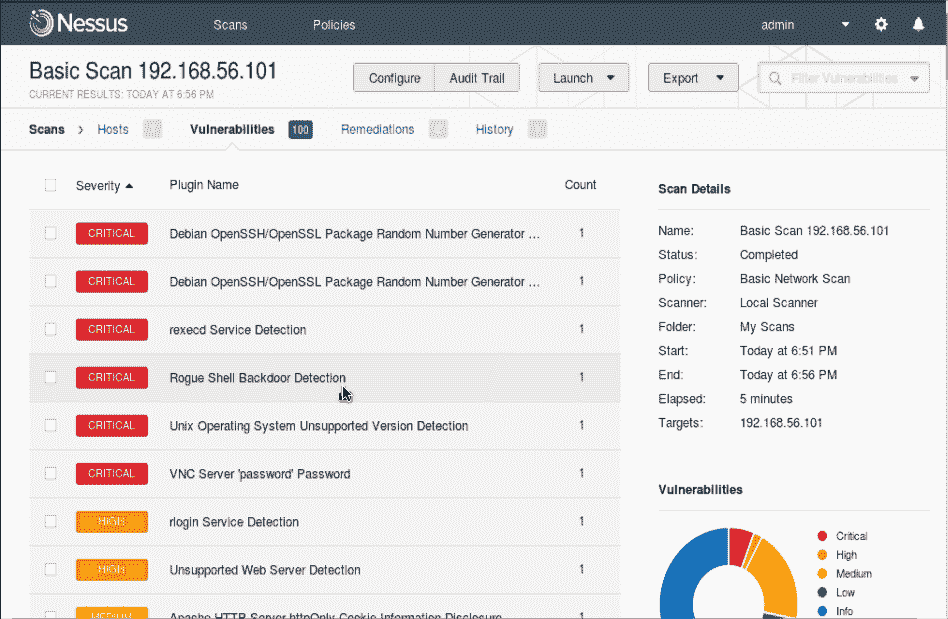 Nessus Scans Policies admin
Basic Scan 192.168.56.101
CURRENT RESULTS: TODAY AT 6:56 PM
Configure Audit Trail Launch Export Filter Vulnerabilities
Scans Hosts Vulnerabilities 100 Remediations History
Severity Plugin Name Count
CRITICAL Debian OpenSSH/OpenSSL Package Random Number Generator ... 1
CRITICAL Debian OpenSSH/OpenSSL Package Random Number Generator ... 1
CRITICAL rexecd Service Detection 1
CRITICAL Rogue Shell Backdoor Detection 1
CRITICAL Unix Operating System Unsupported Version Detection 1
CRITICAL VNC Server 'password' Password 1
HIGH rlogin Service Detection 1
HIGH Unsupported Web Server Detection 1
MEDIUM Apache HTTP Server httpOnly Cookie Information Disclosure 1
Scan Details
Name: Basic Scan 192.168.56.101
Status: Completed
Policy: Basic Network Scan
Scanner: Local Scanner
Folder: My Scans
Start: Today at 6:51 PM
End: Today at 6:56 PM
Elapsed: 5 minutes
Targets: 192.168.56.101
Vulnerabilities
Critical
High
Medium
Low
Info